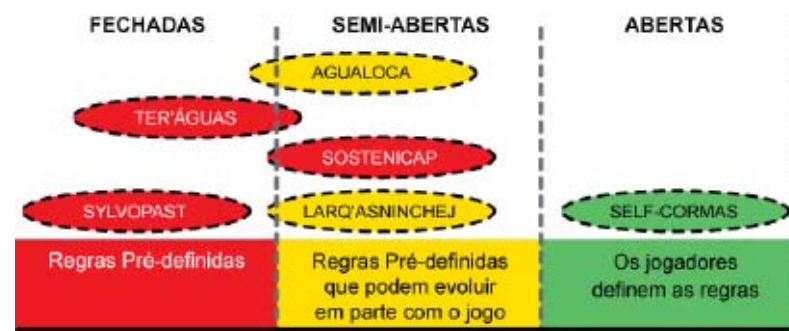 FECHADAS SEMI-ABERTAS ABERTAS
AGUALOCA
TER'ÁGUAS
SOSTENICAP
SYLVOPAST LARQ'ASNINCHEJ SELF-CORMAS
Regras Pré-definidas
Regras Pré-definidas
que podem evoluir
em parte com o jogo
Os jogadores
definem as regras